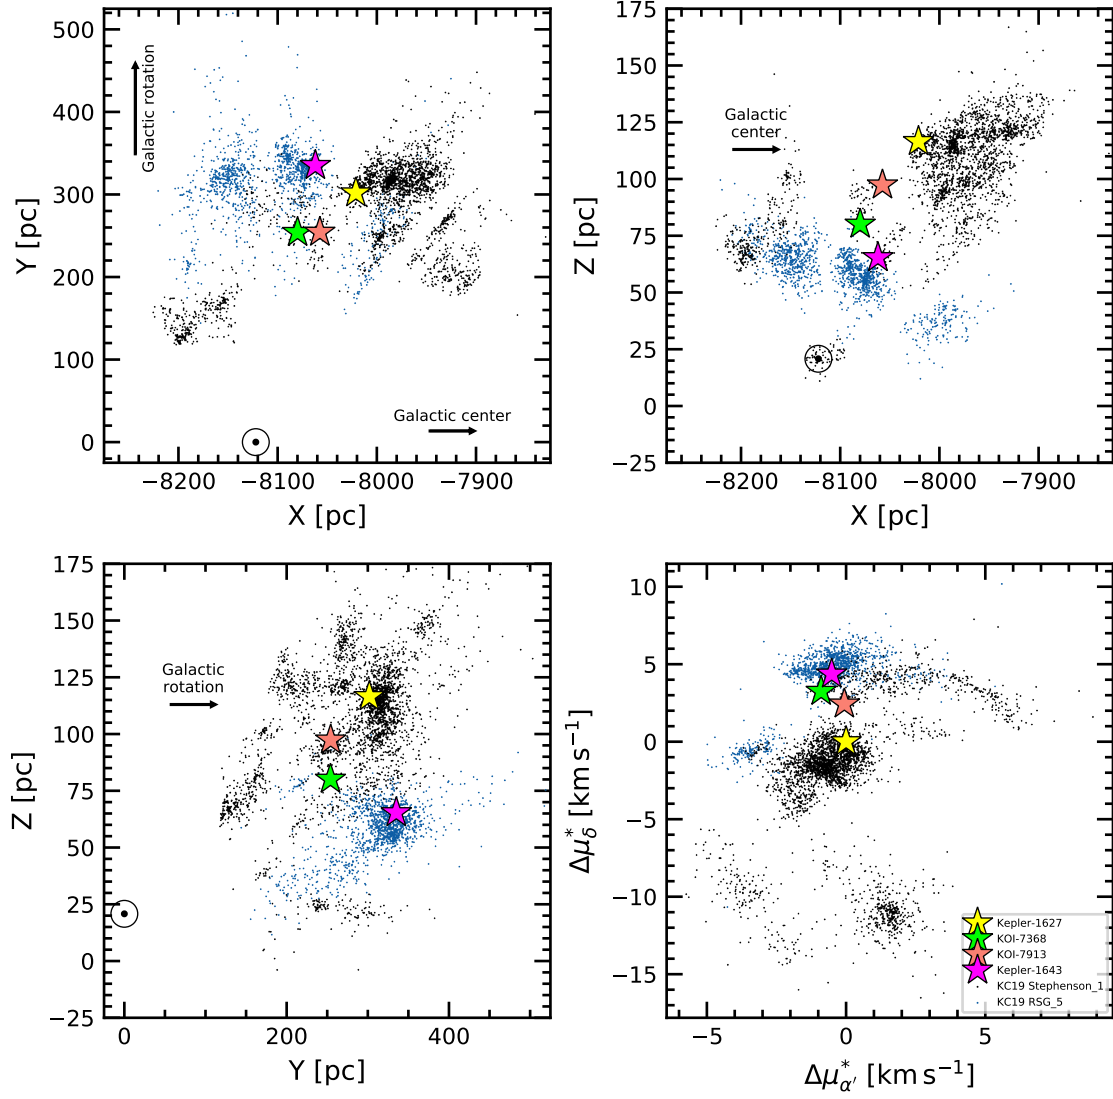 500
400
300
200
100
0
Y [pc]
Galactic rotation
Galactic center
−8200
−8100
−8000
−7900
X [pc]
175
150
125
100
75
50
25
0
−25
Z [pc]
Galactic
center
−8200
−8100
−8000
−7900
X [pc]
175
150
125
100
75
50
25
0
−25
Z [pc]
Galactic
rotation
0
200
400
Y [pc]
10
5
0
−5
−10
−15
Δμ*δ [km s−1]
Kepler-1627
KOI-7368
KOI-7913
Kepler-1643
KC19 Stephenson_1
KC19 RSG_5
−5
0
5
Δμ*α′ [km s−1]